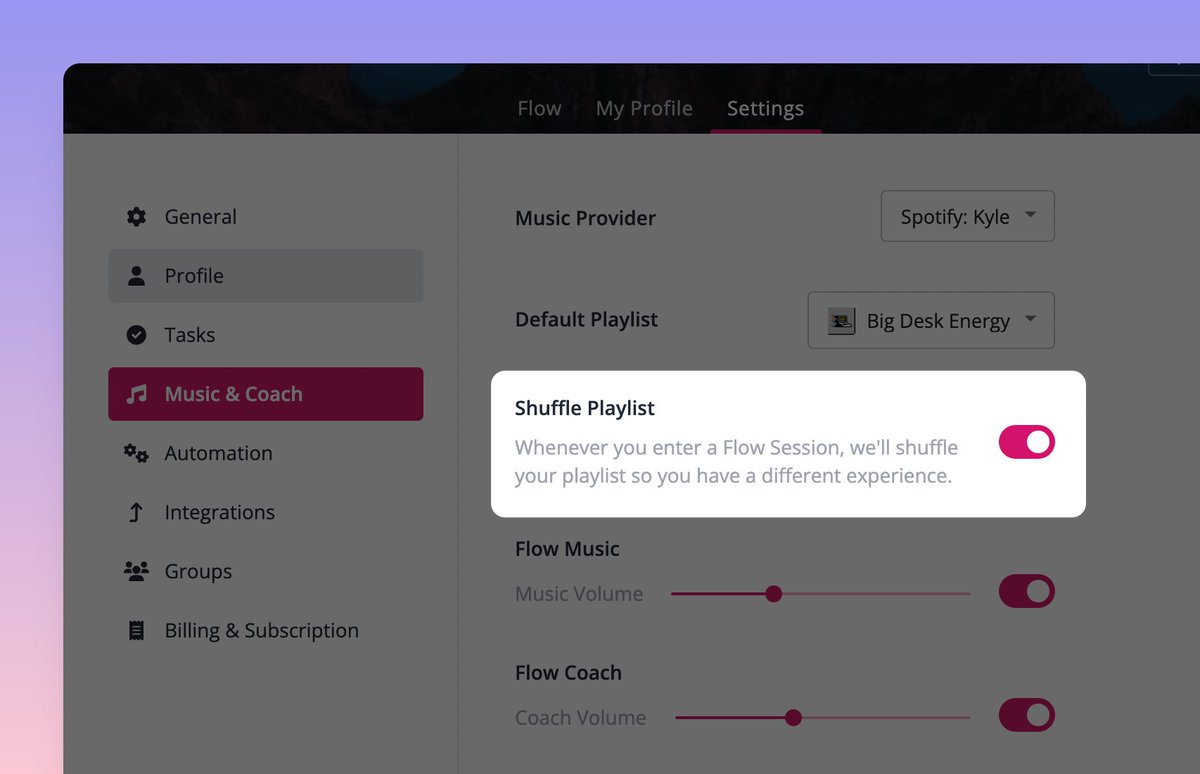 Flow My Profile Settings
General
Profile
Tasks
Music & Coach
Automation
Integrations
Groups
Billing & Subscription
Music Provider Spotify: Kyle
Default Playlist Big Desk Energy
Shuffle Playlist
Whenever you enter a Flow Session, we'll shuffle
your playlist so you have a different experience.
Flow Music
Music Volume
Flow Coach
Coach Volume